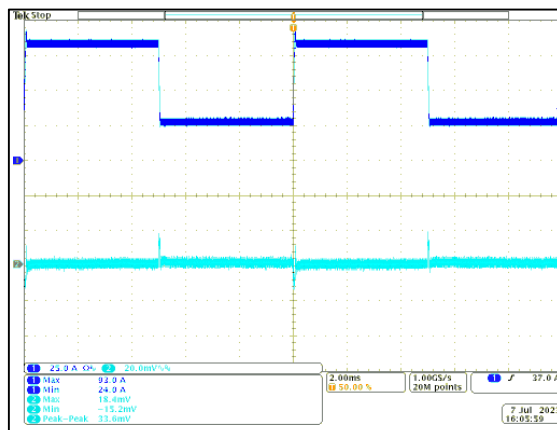 Tek Stop
T
1
2
1 25.0 A Ω 2 20.0mV
1 Max 93.0 A
1 Min 24.0 A
2 Max 18.4mV
2 Min -15.2mV
2 Peak-Peak 33.6mV
2.00ms
T 50.00 %
1.00GS/s
20M points
1 37.0 A
7 Jul 202
16:05:59